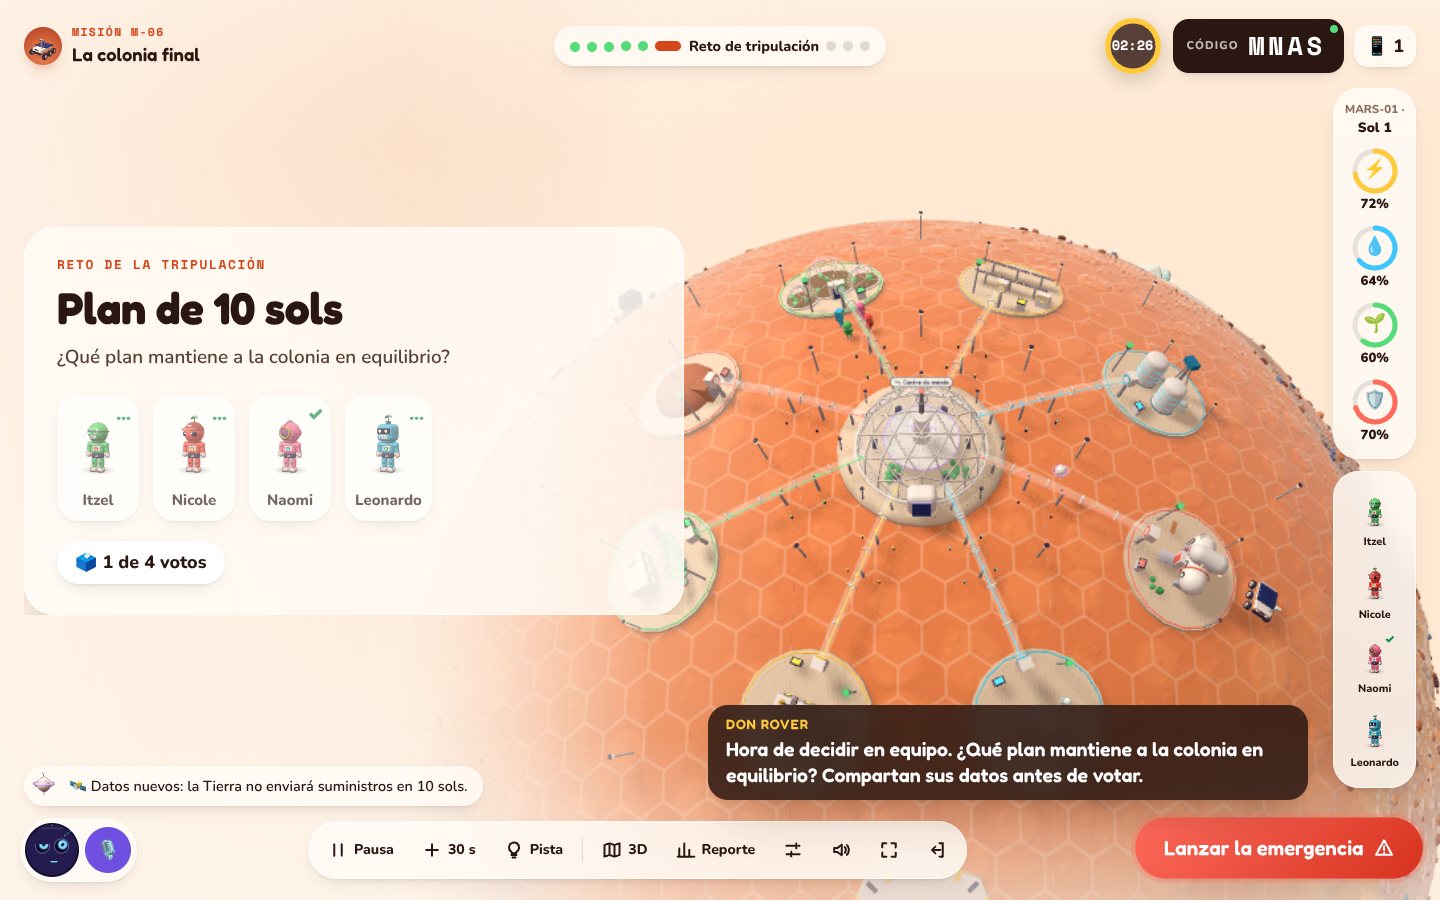 MISIÓN M-06
La colonia final
Reto de tripulación
02:26
CÓDIGO MNAS
1
MARS-01 ·
Sol 1
72%
64%
60%
70%
RETO DE LA TRIPULACIÓN
Plan de 10 sols
¿Qué plan mantiene a la colonia en equilibrio?
Itzel
Nicole
Naomi
Leonardo
1 de 4 votos
Centro de mando
Itzel
Nicole
Naomi
Leonardo
DON ROVER
Hora de decidir en equipo. ¿Qué plan mantiene a la colonia en
equilibrio? Compartan sus datos antes de votar.
Datos nuevos: la Tierra no enviará suministros en 10 sols.
Pausa
30 s
Pista
3D
Reporte
Lanzar la emergencia